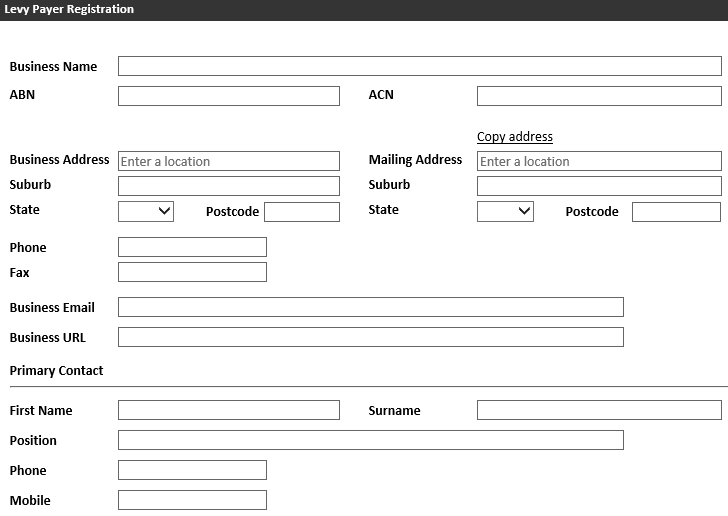 Levy Payer Registration
Business Name
ABN ACN
Copy address
Business Address Enter a location Mailing Address Enter a location
Suburb Suburb
State Postcode State Postcode
Phone
Fax
Business Email
Business URL
Primary Contact
First Name Surname
Position
Phone
Mobile